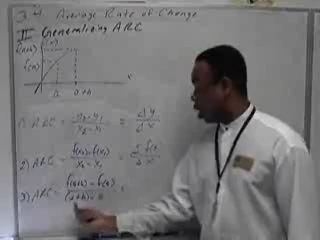 3.4 Average Rate of Change
II Generalizing ARC
f(a+h)
f(a)
x
a a+h
1) ARC = y₂-y₁ / x₂-x₁ = Δy / Δx
2) ARC = f(x₂)-f(x₁) / x₂-x₁ = Δf / Δx
3) ARC = f(a+h)-f(a) / (a+h)-a